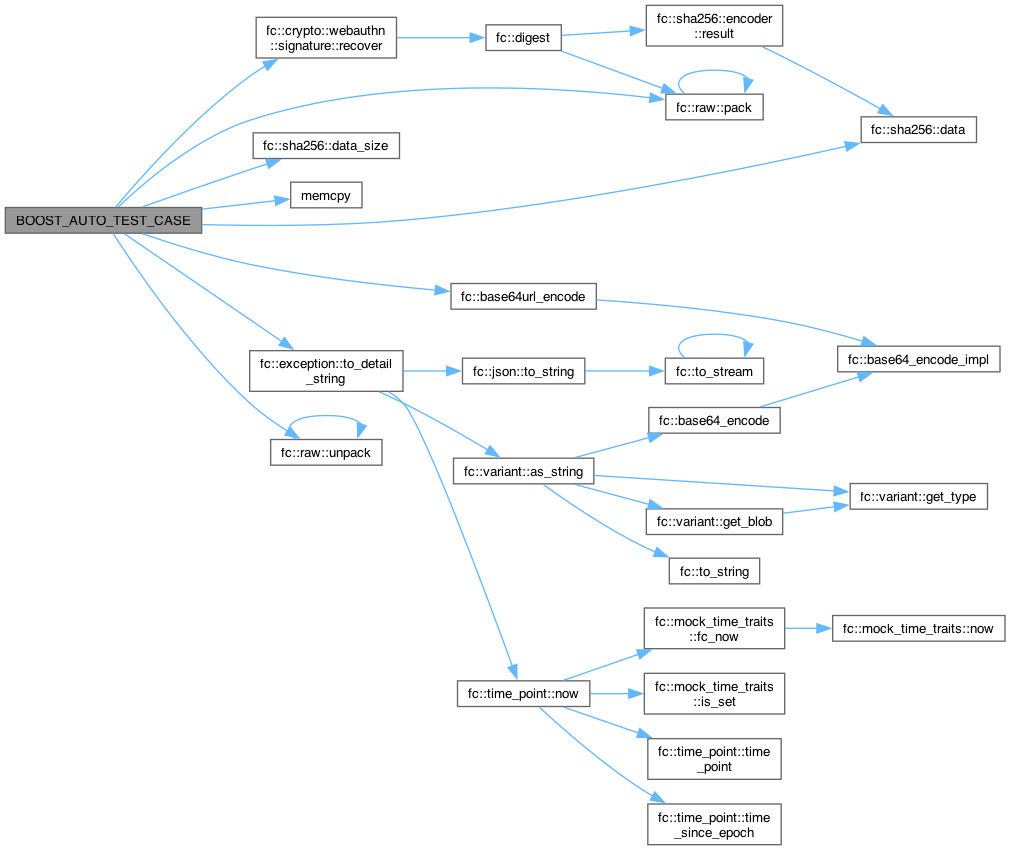 BOOST_AUTO_TEST_CASE
fc::crypto::webauthn
::signature::recover
fc::digest
fc::sha256::encoder
::result
fc::raw::pack
fc::sha256::data
fc::sha256::data_size
memcpy
fc::base64url_encode
fc::base64_encode_impl
fc::exception::to_detail
_string
fc::json::to_string
fc::to_stream
fc::base64_encode
fc::raw::unpack
fc::variant::as_string
fc::variant::get_type
fc::variant::get_blob
fc::to_string
fc::time_point::now
fc::mock_time_traits
::fc_now
fc::mock_time_traits::now
fc::mock_time_traits
::is_set
fc::time_point::time
_point
fc::time_point::time
_since_epoch